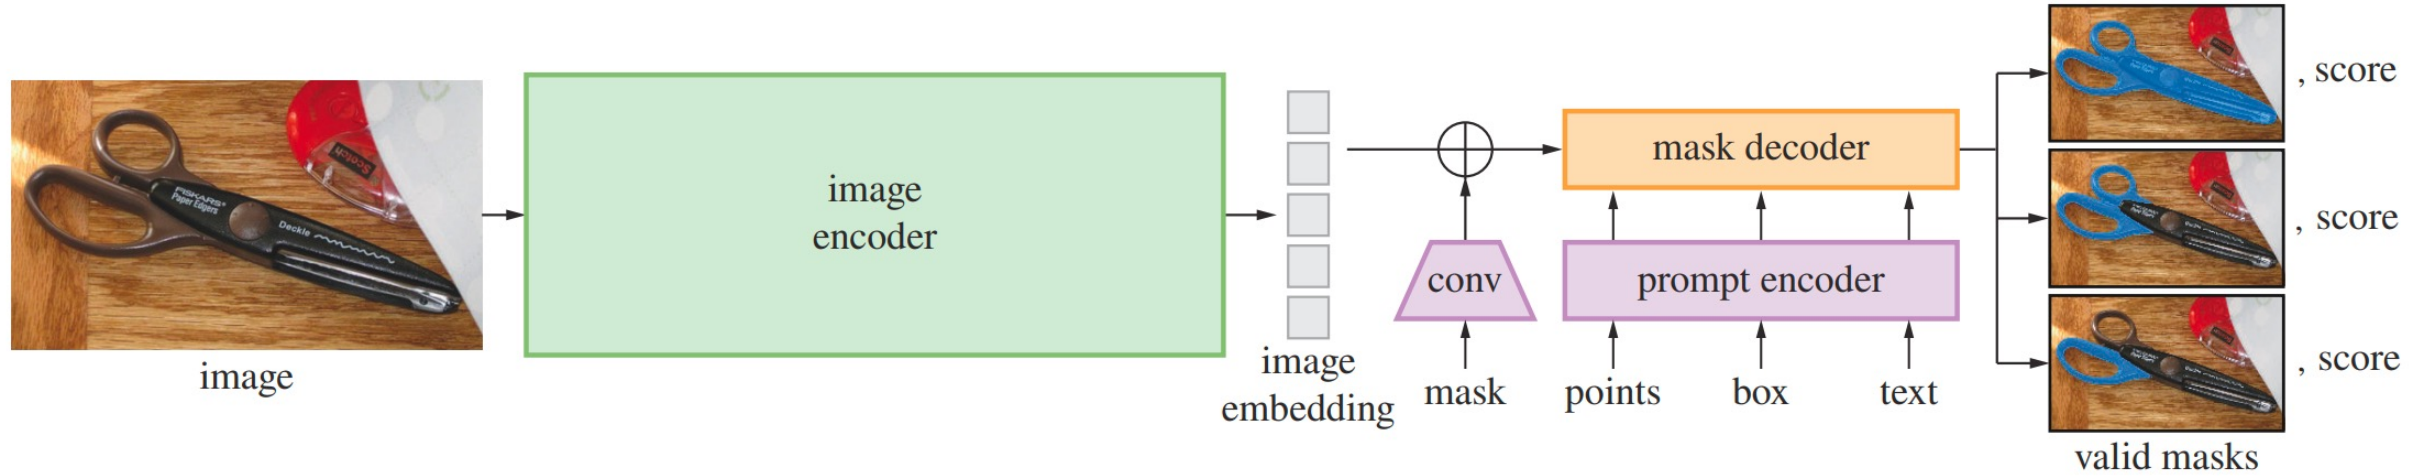 FISKARS®
Paper Edgers
Deckle
Scotch
image
image
encoder
image
embedding
conv
mask
mask decoder
prompt encoder
points
box
text
, score
, score
, score
valid masks